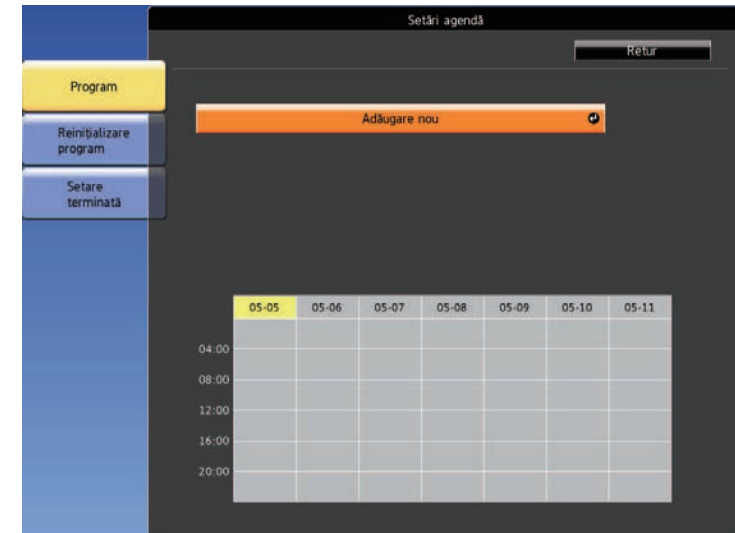 Setări agendă
Retur
Program
Adăugare nou
Reinițializare
program
Setare
terminată
05-05 05-06 05-07 05-08 05-09 05-10 05-11
04:00
08:00
12:00
16:00
20:00